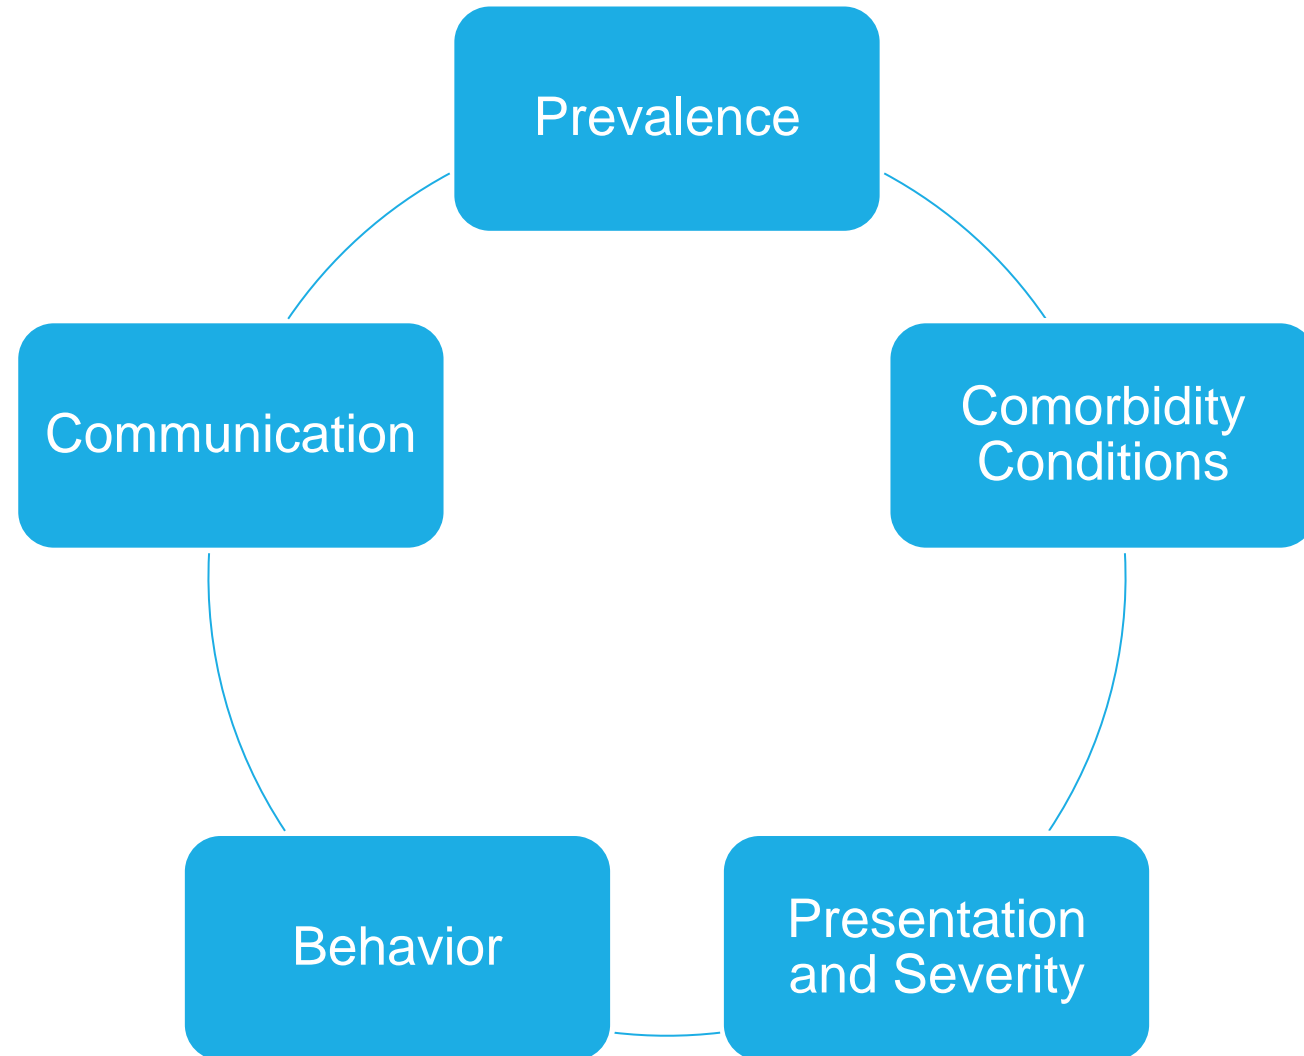 Prevalence
Comorbidity
Conditions
Presentation
and Severity
Behavior
Communication